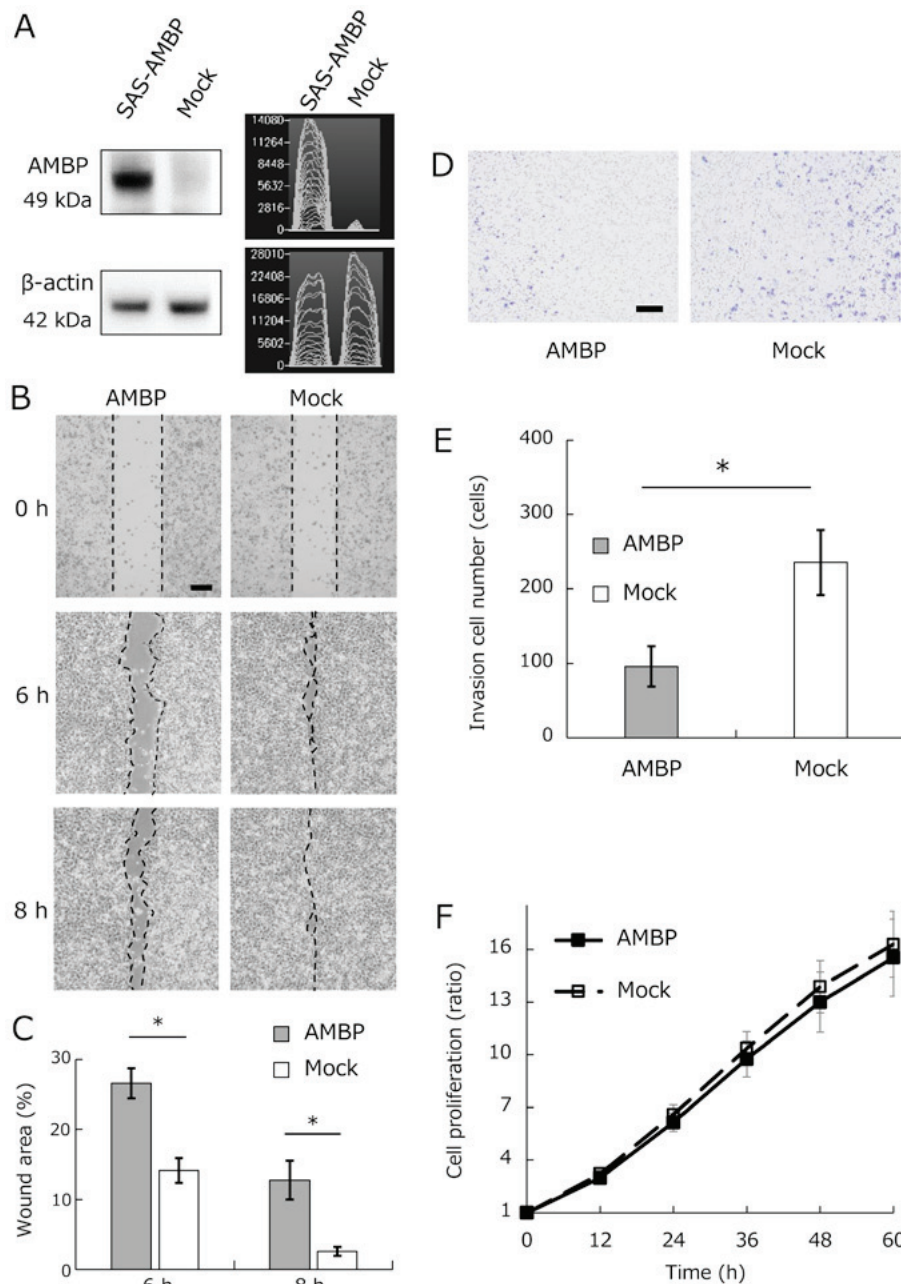 A
SAS-AMBP
Mock
SAS-AMBP
Mock
AMBP
49 kDa
14080
11264
8448
5632
2816
0
β-actin
42 kDa
28010
22408
16806
11204
5602
0
B
AMBP
Mock
0 h
6 h
8 h
C
*
*
AMBP
Mock
Wound area (%)
30
20
10
0
6 h
8 h
D
AMBP
Mock
E
Invasion cell number (cells)
400
300
200
100
0
*
AMBP
Mock
AMBP
Mock
F
Cell proliferation (ratio)
16
13
10
7
4
1
AMBP
Mock
0
12
24
36
48
60
Time (h)